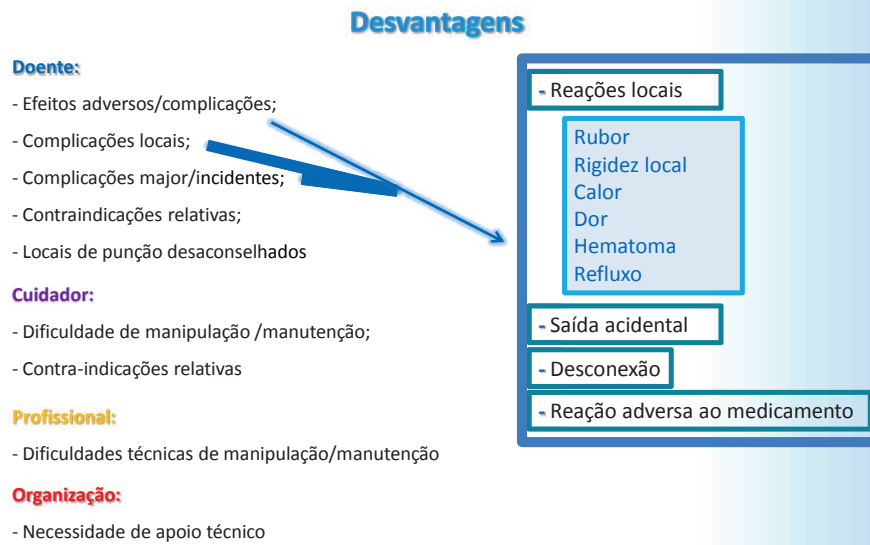 Desvantagens
Doente:
- Efeitos adversos/complicações;
- Complicações locais;
- Complicações major/incidentes;
- Contraindicações relativas;
- Locais de punção desaconselhados
Cuidador:
- Dificuldade de manipulação /manutenção;
- Contra-indicações relativas
Profissional:
- Dificuldades técnicas de manipulação/manutenção
Organização:
- Necessidade de apoio técnico
- Reações locais
Rubor
Rigidez local
Calor
Dor
Hematoma
Refluxo
- Saída acidental
- Desconexão
- Reação adversa ao medicamento